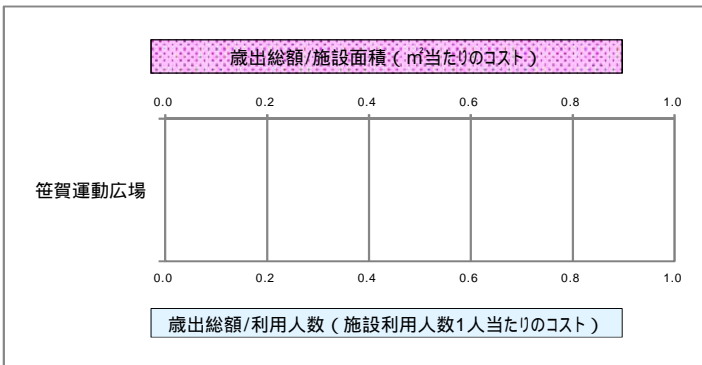 歳出総額/施設面積（㎡当たりのコスト）
0.0 0.2 0.4 0.6 0.8 1.0
笹賀運動広場
0.0 0.2 0.4 0.6 0.8 1.0
歳出総額/利用人数（施設利用人数1人当たりのコスト）